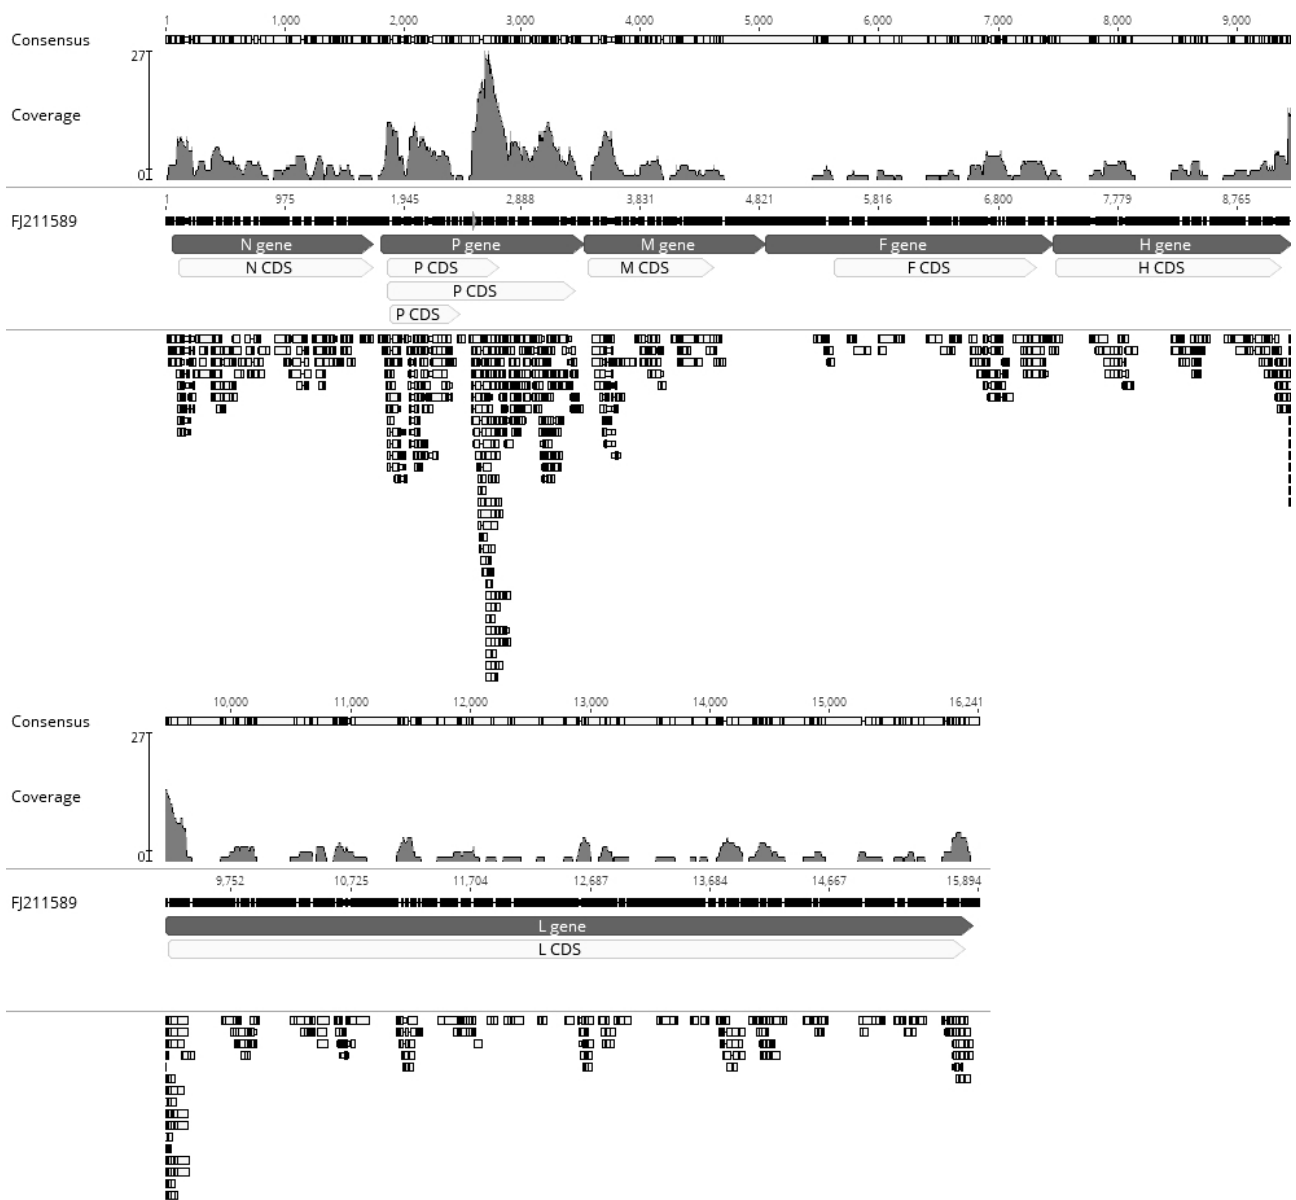 1 1,000 2,000 3,000 4,000 5,000 6,000 7,000 8,000 9,000
Consensus
27
Coverage
0
1 975 1,945 2,888 3,831 4,821 5,816 6,800 7,779 8,765
FJ211589
N gene P gene M gene F gene H gene
N CDS P CDS M CDS F CDS H CDS
P CDS
P CDS
10,000 11,000 12,000 13,000 14,000 15,000 16,241
Consensus
27
Coverage
0
9,752 10,725 11,704 12,687 13,684 14,667 15,894
FJ211589
L gene
L CDS